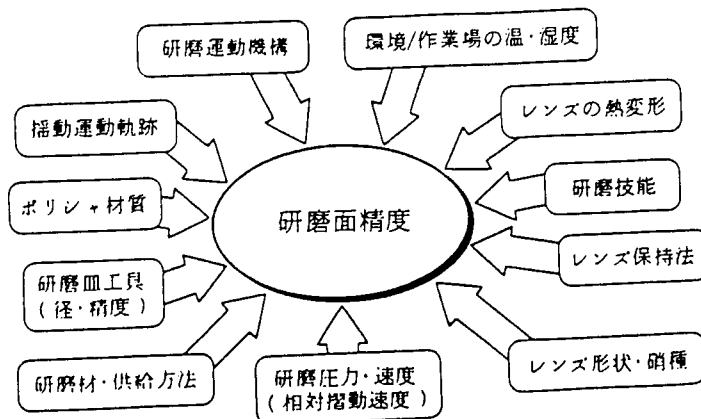 研磨運動機構
環境/作業場の温・湿度
揺動運動軌跡
レンズの熱変形
ポリシャ材質
研磨面精度
研磨技能
研磨皿工具
(径・精度)
レンズ保持法
研磨材・供給方法
研磨圧力・速度
(相対摺動速度)
レンズ形状・硝種